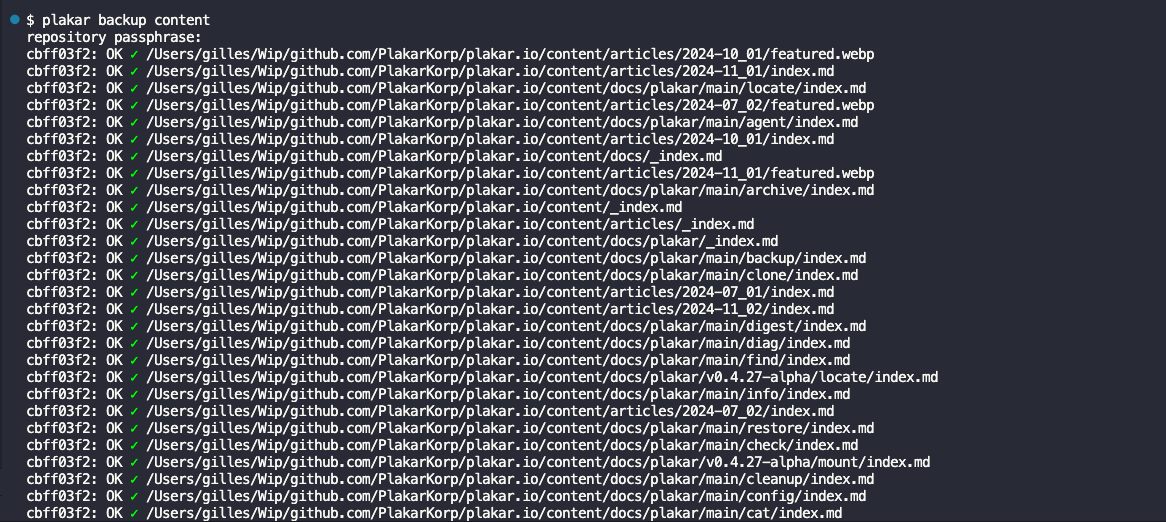 $ plakar backup content
repository passphrase:
cbff03f2: OK ✓ /Users/gilles/Wip/github.com/PlakarKorp/plakar.io/content/articles/2024-10_01/featured.webp
cbff03f2: OK ✓ /Users/gilles/Wip/github.com/PlakarKorp/plakar.io/content/articles/2024-11_01/index.md
cbff03f2: OK ✓ /Users/gilles/Wip/github.com/PlakarKorp/plakar.io/content/docs/plakar/main/locate/index.md
cbff03f2: OK ✓ /Users/gilles/Wip/github.com/PlakarKorp/plakar.io/content/articles/2024-07_02/featured.webp
cbff03f2: OK ✓ /Users/gilles/Wip/github.com/PlakarKorp/plakar.io/content/docs/plakar/main/agent/index.md
cbff03f2: OK ✓ /Users/gilles/Wip/github.com/PlakarKorp/plakar.io/content/articles/2024-10_01/index.md
cbff03f2: OK ✓ /Users/gilles/Wip/github.com/PlakarKorp/plakar.io/content/docs/_index.md
cbff03f2: OK ✓ /Users/gilles/Wip/github.com/PlakarKorp/plakar.io/content/articles/2024-11_01/featured.webp
cbff03f2: OK ✓ /Users/gilles/Wip/github.com/PlakarKorp/plakar.io/content/docs/plakar/main/archive/index.md
cbff03f2: OK ✓ /Users/gilles/Wip/github.com/PlakarKorp/plakar.io/content/_index.md
cbff03f2: OK ✓ /Users/gilles/Wip/github.com/PlakarKorp/plakar.io/content/articles/_index.md
cbff03f2: OK ✓ /Users/gilles/Wip/github.com/PlakarKorp/plakar.io/content/docs/plakar/_index.md
cbff03f2: OK ✓ /Users/gilles/Wip/github.com/PlakarKorp/plakar.io/content/docs/plakar/main/backup/index.md
cbff03f2: OK ✓ /Users/gilles/Wip/github.com/PlakarKorp/plakar.io/content/docs/plakar/main/clone/index.md
cbff03f2: OK ✓ /Users/gilles/Wip/github.com/PlakarKorp/plakar.io/content/articles/2024-07_01/index.md
cbff03f2: OK ✓ /Users/gilles/Wip/github.com/PlakarKorp/plakar.io/content/articles/2024-11_02/index.md
cbff03f2: OK ✓ /Users/gilles/Wip/github.com/PlakarKorp/plakar.io/content/docs/plakar/main/digest/index.md
cbff03f2: OK ✓ /Users/gilles/Wip/github.com/PlakarKorp/plakar.io/content/docs/plakar/main/diag/index.md
cbff03f2: OK ✓ /Users/gilles/Wip/github.com/PlakarKorp/plakar.io/content/docs/plakar/main/find/index.md
cbff03f2: OK ✓ /Users/gilles/Wip/github.com/PlakarKorp/plakar.io/content/docs/plakar/v0.4.27-alpha/locate/index.md
cbff03f2: OK ✓ /Users/gilles/Wip/github.com/PlakarKorp/plakar.io/content/docs/plakar/main/info/index.md
cbff03f2: OK ✓ /Users/gilles/Wip/github.com/PlakarKorp/plakar.io/content/articles/2024-07_02/index.md
cbff03f2: OK ✓ /Users/gilles/Wip/github.com/PlakarKorp/plakar.io/content/docs/plakar/main/restore/index.md
cbff03f2: OK ✓ /Users/gilles/Wip/github.com/PlakarKorp/plakar.io/content/docs/plakar/main/check/index.md
cbff03f2: OK ✓ /Users/gilles/Wip/github.com/PlakarKorp/plakar.io/content/docs/plakar/v0.4.27-alpha/mount/index.md
cbff03f2: OK ✓ /Users/gilles/Wip/github.com/PlakarKorp/plakar.io/content/docs/plakar/main/cleanup/index.md
cbff03f2: OK ✓ /Users/gilles/Wip/github.com/PlakarKorp/plakar.io/content/docs/plakar/main/config/index.md
cbff03f2: OK ✓ /Users/gilles/Wip/github.com/PlakarKorp/plakar.io/content/docs/plakar/main/cat/index.md